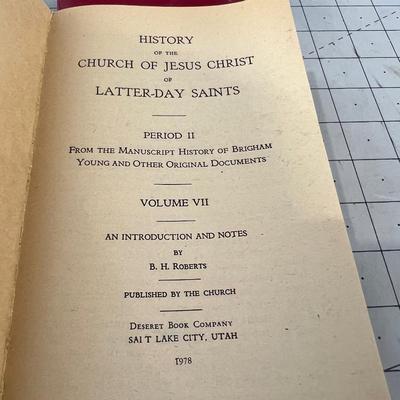 HISTORY
OF THE
CHURCH OF JESUS CHRIST
OF
LATTER-DAY SAINTS
PERIOD II
FROM THE MANUSCRIPT HISTORY OF BRIGHAM
YOUNG AND OTHER ORIGINAL DOCUMENTS
VOLUME VII
AN INTRODUCTION AND NOTES
BY
B. H. ROBERTS
PUBLISHED BY THE CHURCH
DESERET BOOK COMPANY
SALT LAKE CITY, UTAH
1978